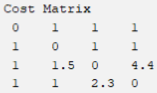 Cost Matrix
0 1 1 1
1 0 1 1
1 1.5 0 4.4
1 1 2.3 0